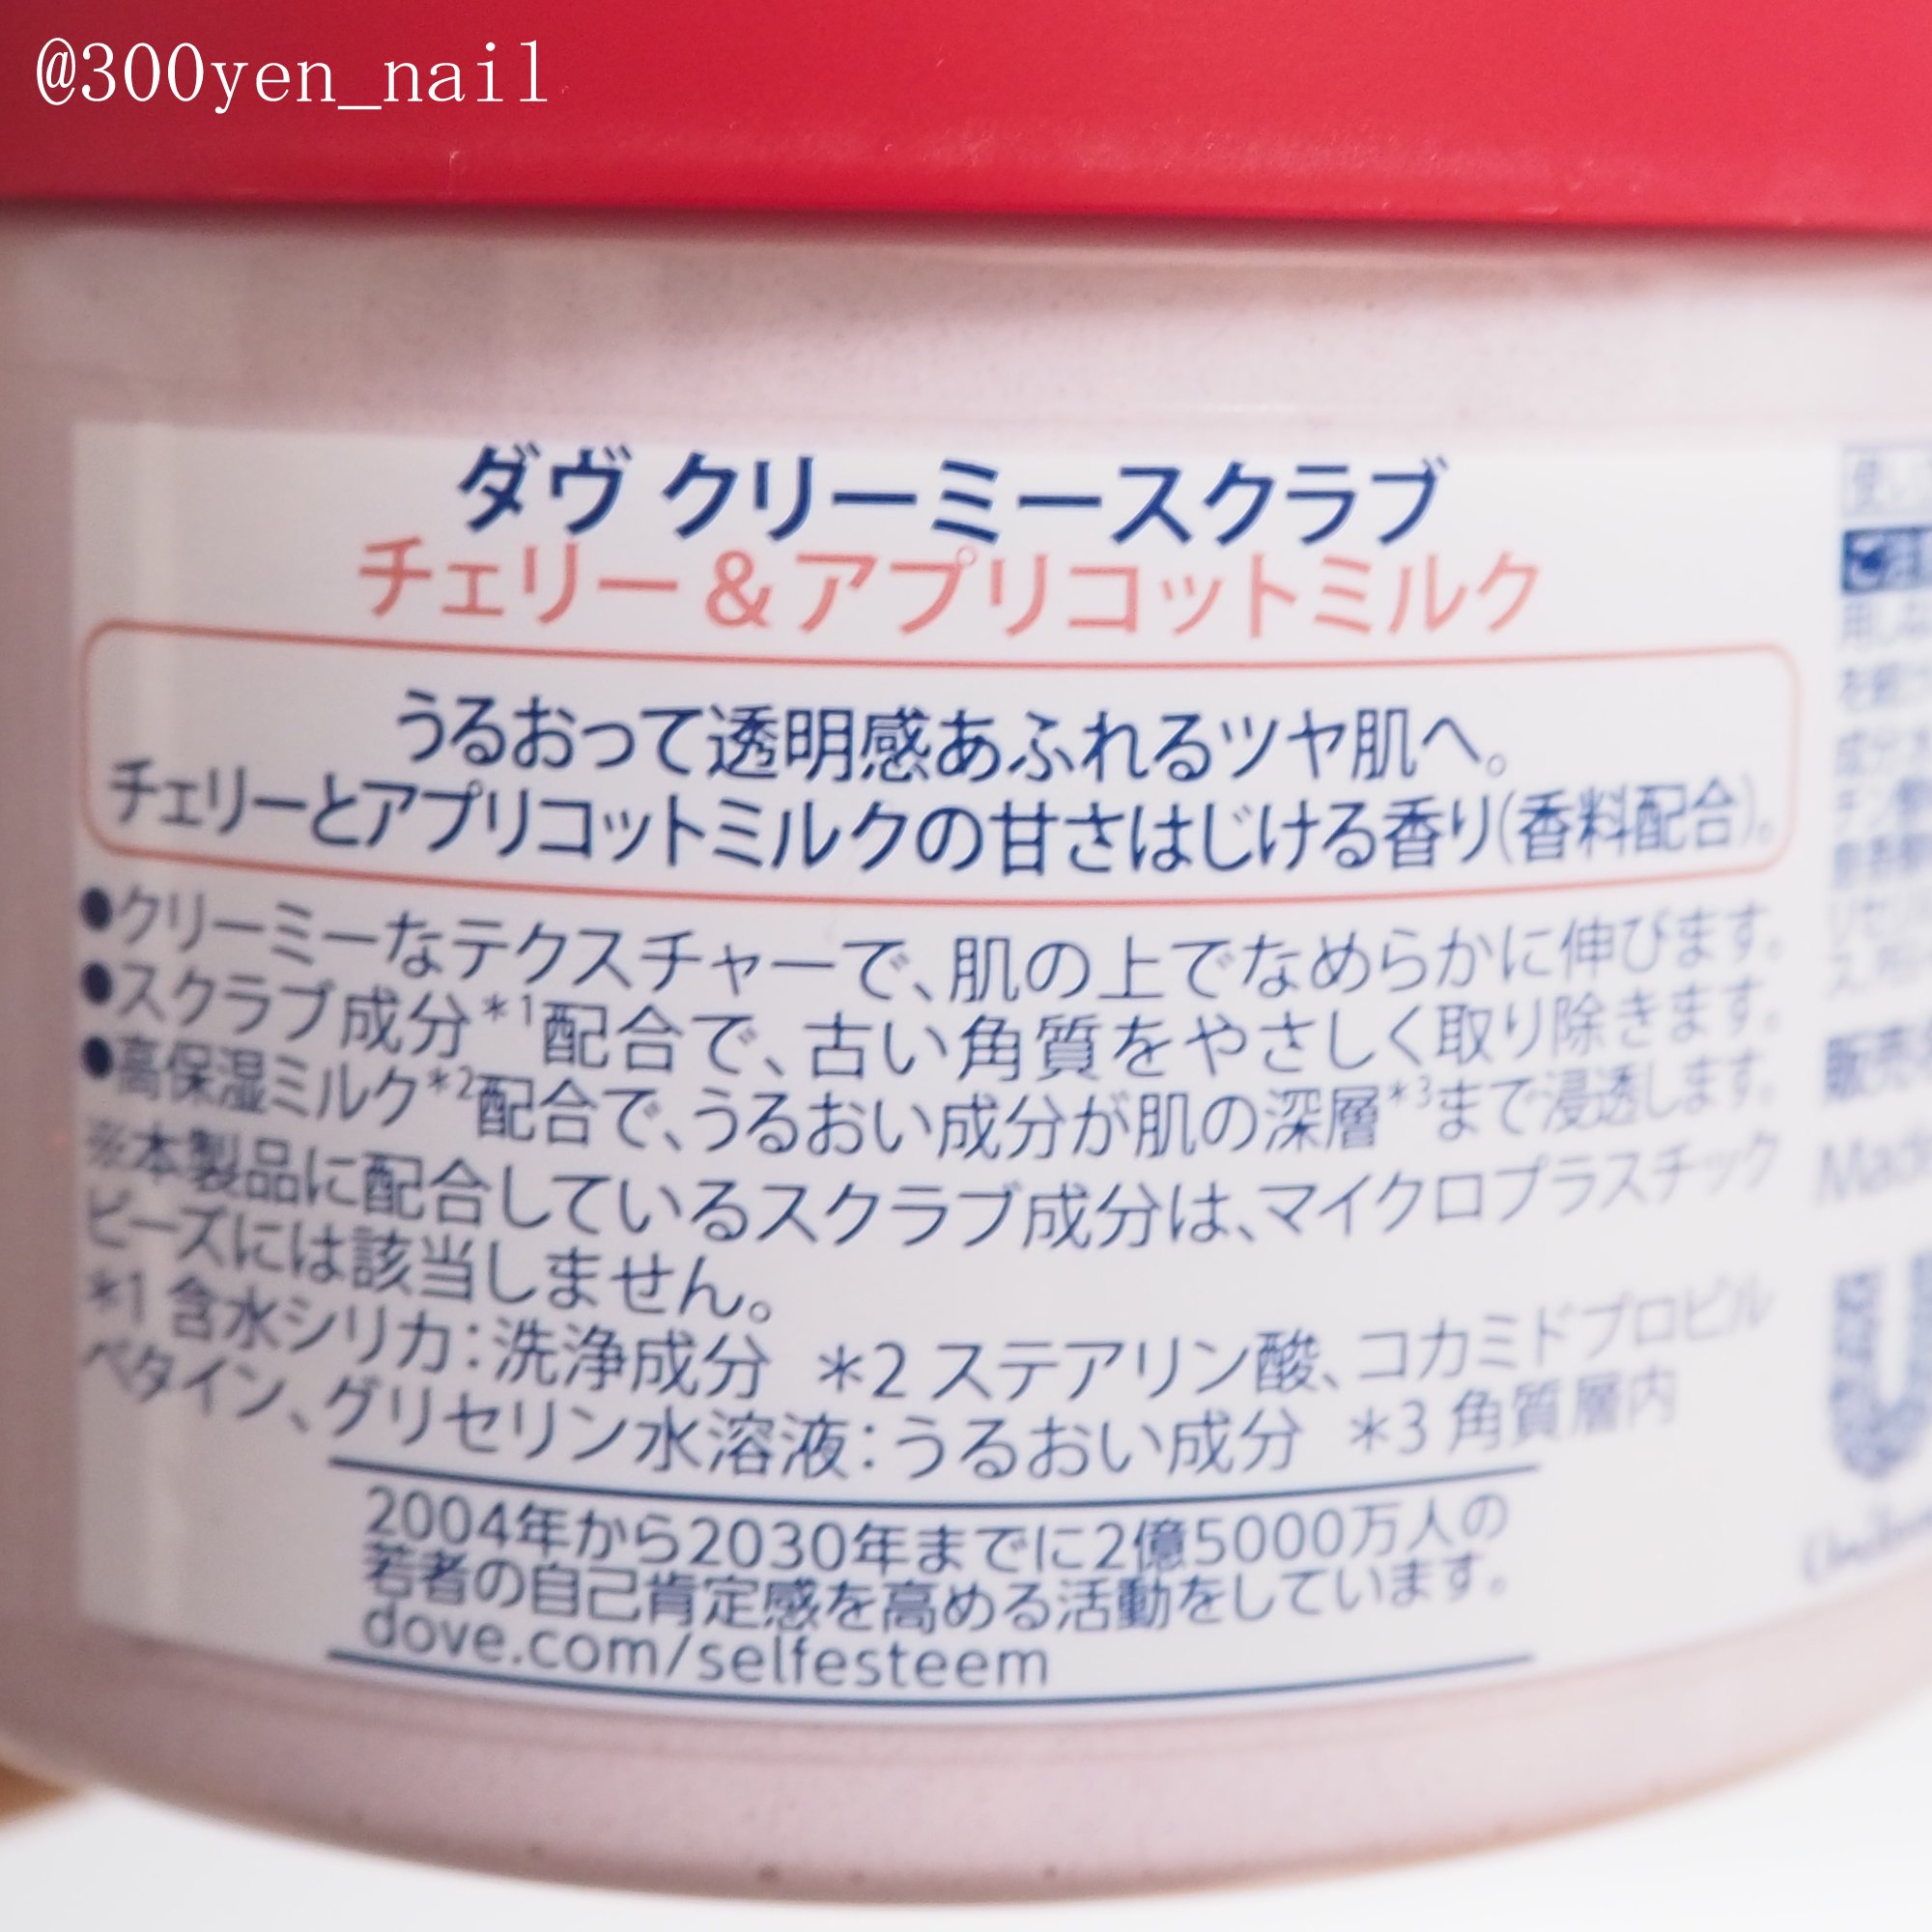 @300yen_nail
ダヴ クリーミースクラブ
チェリー＆アプリコットミルク
うるおって透明感あふれるツヤ肌へ。
チェリーとアプリコットミルクの甘さはじける香り(香料配合)。
●クリーミーなテクスチャーで、肌の上でなめらかに伸びます。
●スクラブ成分*1配合で、古い角質をやさしく取り除きます。
●高保湿ミルク*2配合で、うるおい成分が肌の深層*3まで浸透します。
※本製品に配合しているスクラブ成分は、マイクロプラスチック
ビーズには該当しません。
*1 含水シリカ：洗浄成分 *2 ステアリン酸、コカミドプロピル
ベタイン、グリセリン水溶液：うるおい成分 *3 角質層内
2004年から2030年までに2億5000万人の
若者の自己肯定感を高める活動をしています。
dove.com/selfesteem
販売